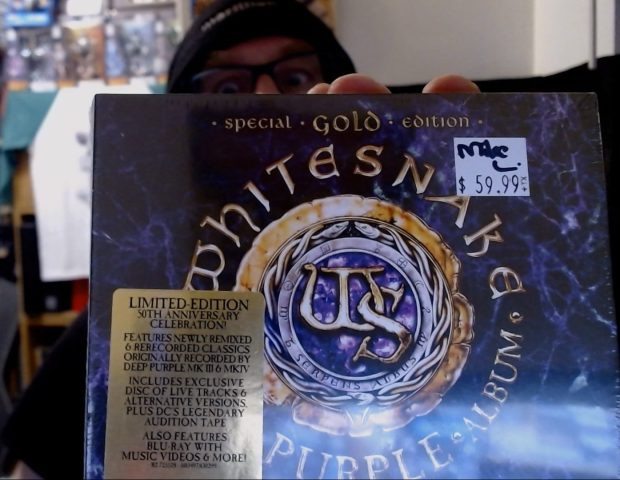 · special · GOLD · edition ·
WHITESNAKE
Mike
$ 59.99
WS
SERPENS ALBUS
· PURPLE · ALBUM ·
LIMITED-EDITION
50TH ANNIVERSARY
CELEBRATION!
FEATURES NEWLY REMIXED
& RERECORDED CLASSICS
ORIGINALLY RECORDED BY
DEEP PURPLE MK III & MKIV
INCLUDES EXCLUSIVE
DISC OF LIVE TRACKS &
ALTERNATIVE VERSIONS,
PLUS DC'S LEGENDARY
AUDITION TAPE
ALSO FEATURES
BLU-RAY WITH
MUSIC VIDEOS & MORE!